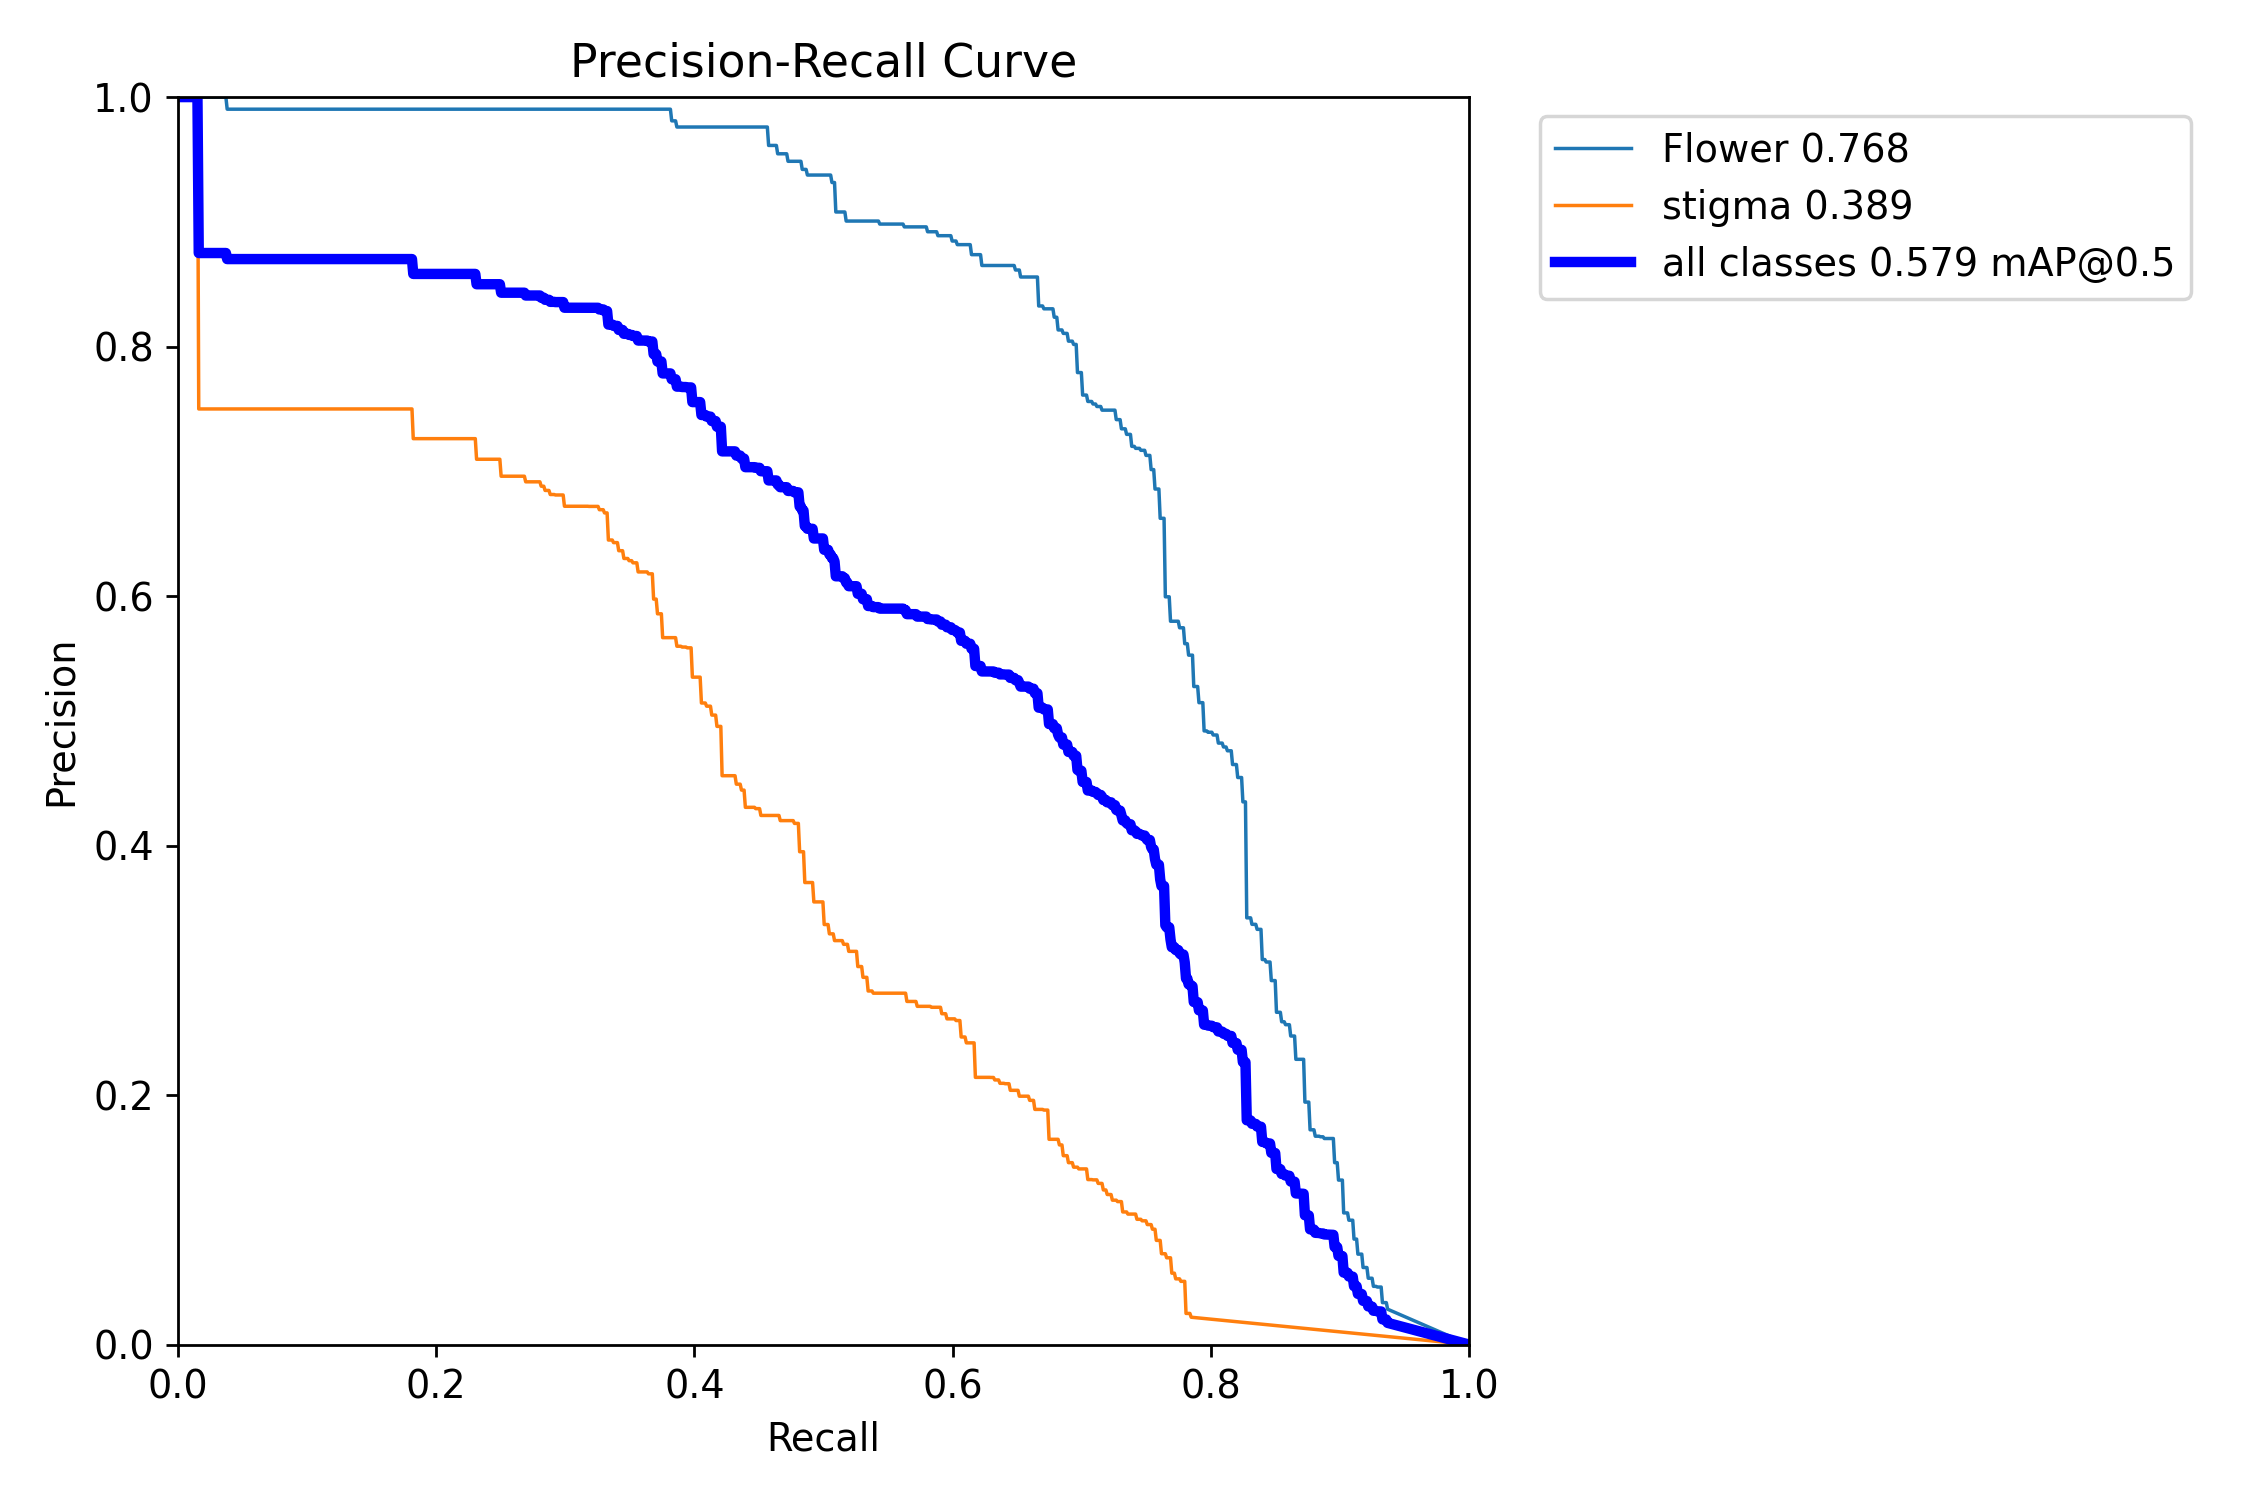 Precision-Recall Curve
Flower 0.768
stigma 0.389
all classes 0.579 mAP@0.5
Precision
1.0
0.8
0.6
0.4
0.2
0.0
0.0 0.2 0.4 0.6 0.8 1.0
Recall